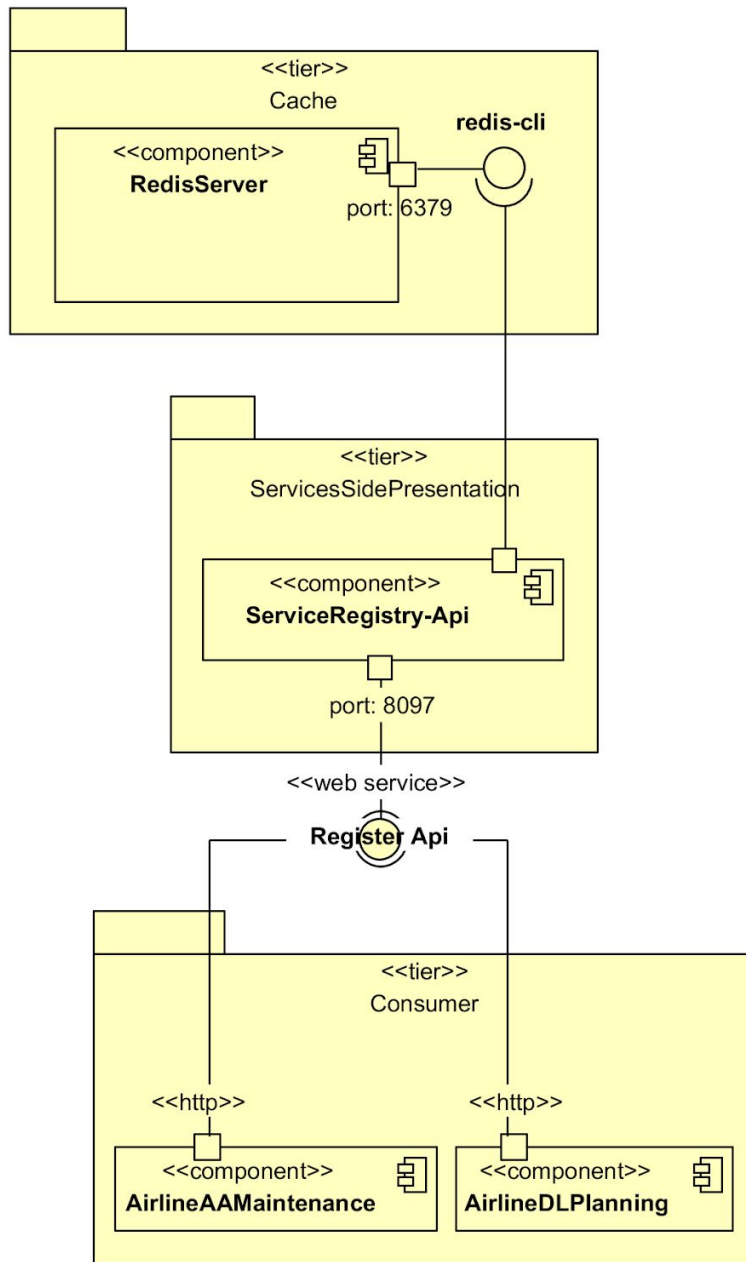 <<tier>>
Cache
redis-cli
<<component>>
RedisServer
port: 6379
<<tier>>
ServicesSidePresentation
<<component>>
ServiceRegistry-Api
port: 8097
<<web service>>
Register Api
<<tier>>
Consumer
<<http>>
<<http>>
<<component>>
AirlineAAMaintenance
<<component>>
AirlineDLPlanning